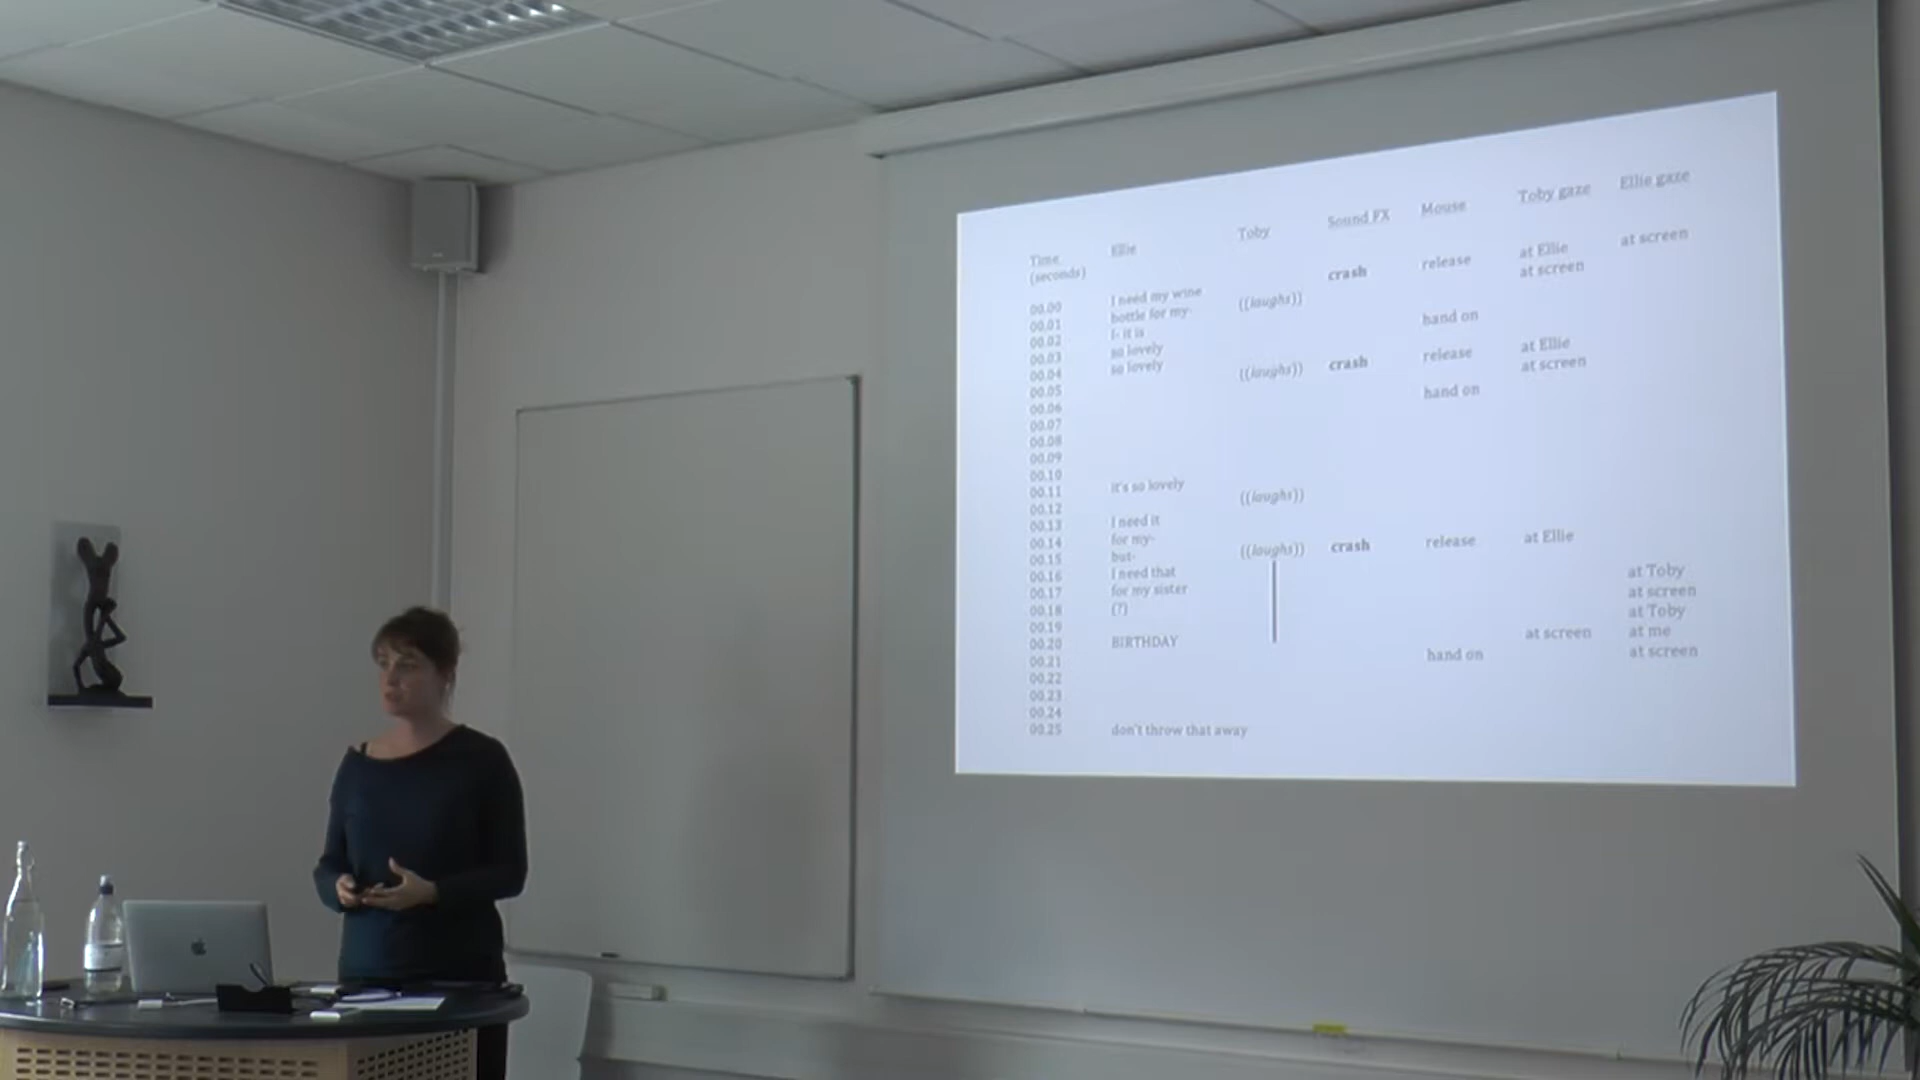 Time Ellie Toby Sound FX Mouse Toby gaze Ellie gaze
(seconds)
crash release at Ellie at screen
at screen
00.00 I need my wine
00.01 bottle for my- ((laughs))
00.02 I- it is hand on
00.03 so lovely
00.04 so lovely ((laughs)) crash release at Ellie
00.05 at screen
00.06 hand on
00.07
00.08
00.09
00.10
00.11 it's so lovely
00.12 ((laughs))
00.13 I need it
00.14 for my-
00.15 but- ((laughs)) crash release at Ellie
00.16 I need that at Toby
00.17 for my sister at screen
00.18 (?) at Toby
00.19 at screen at me
00.20 BIRTHDAY
00.21 hand on at screen
00.22
00.23
00.24
00.25 don't throw that away